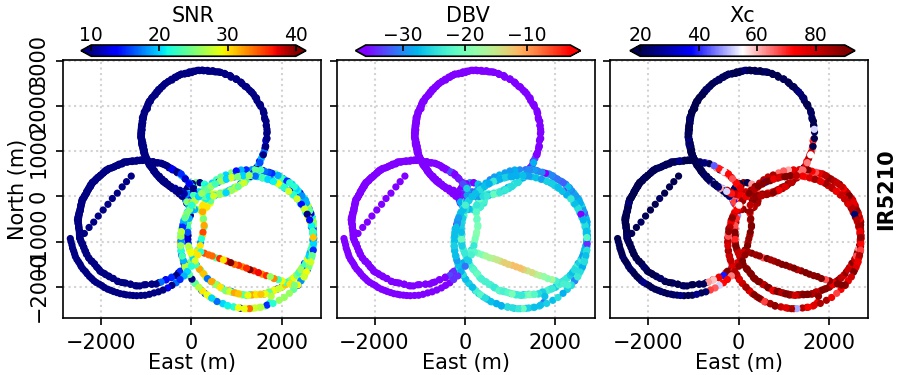 SNR DBV Xc
10 20 30 40 −30 −20 −10 20 40 60 80
3000
2000
1000
0
−1000
−2000
North (m)
IR5210
−2000 0 2000 −2000 0 2000 −2000 0 2000
East (m) East (m) East (m)